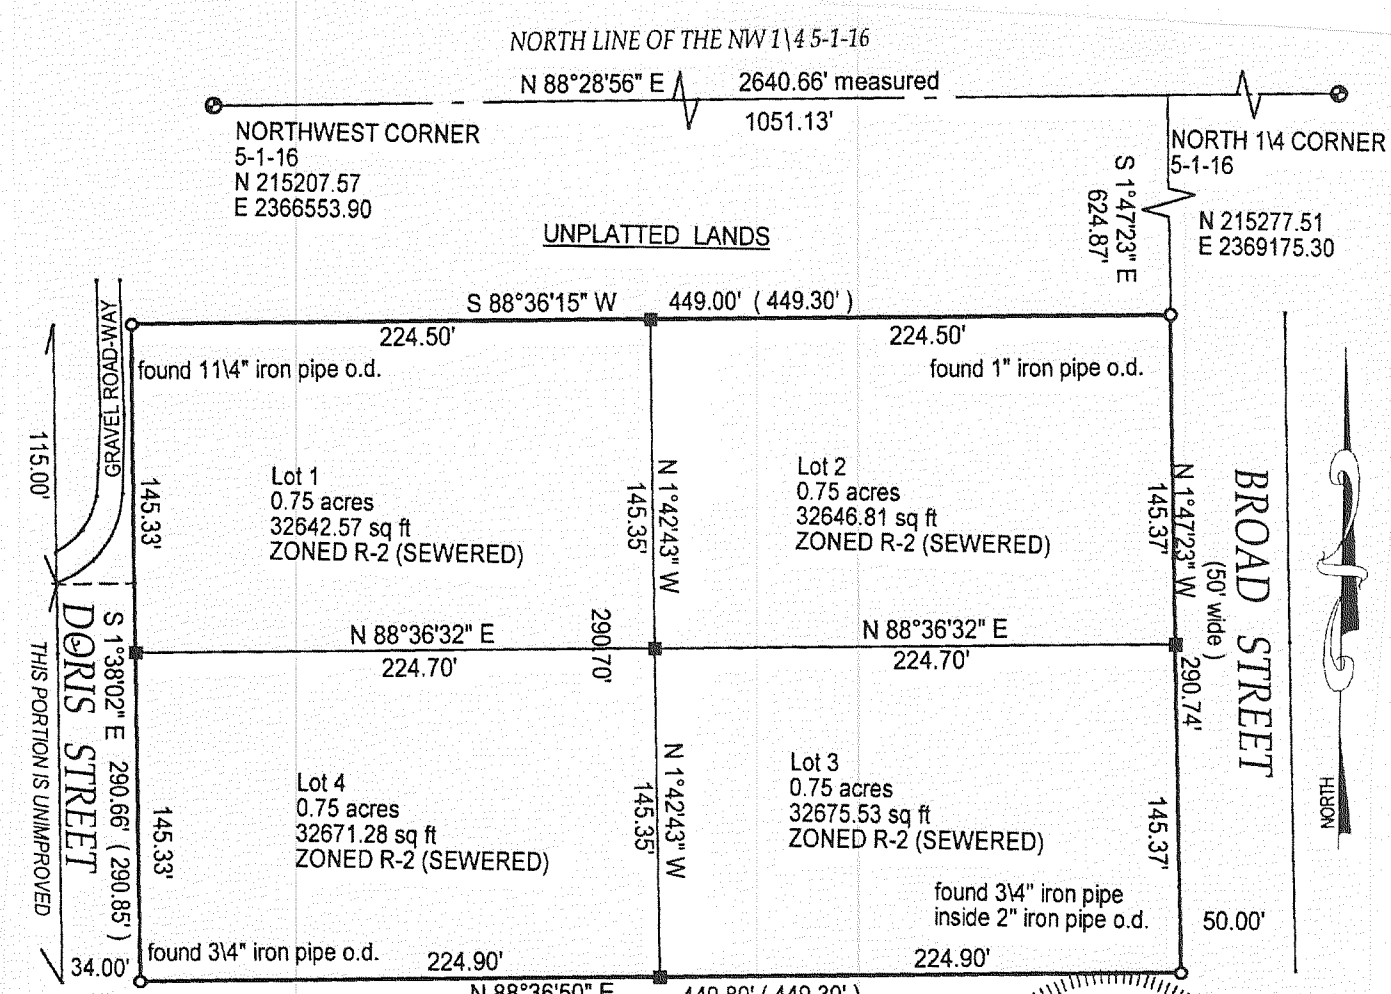 NORTH LINE OF THE NW 1\4 5-1-16
N 88°28'56" E 2640.66' measured
1051.13'
NORTHWEST CORNER
5-1-16
N 215207.57
E 2366553.90
NORTH 1\4 CORNER
5-1-16
N 215277.51
E 2369175.30
S 1°47'23" E
624.87'
UNPLATTED LANDS
S 88°36'15" W 449.00' ( 449.30' )
224.50'
224.50'
found 11\4" iron pipe o.d.
found 1" iron pipe o.d.
GRAVEL ROAD-WAY
115.00'
145.33'
Lot 1
0.75 acres
32642.57 sq ft
ZONED R-2 (SEWERED)
N 1°42'43" W
145.35'
Lot 2
0.75 acres
32646.81 sq ft
ZONED R-2 (SEWERED)
N 1°47'23" W
145.37'
(50' wide )
BROAD STREET
N 88°36'32" E
224.70'
290.70'
N 88°36'32" E
224.70'
290.74'
S 1°38'02" E 290.66' ( 290.85' )
DORIS STREET
THIS PORTION IS UNIMPROVED
145.33'
Lot 4
0.75 acres
32671.28 sq ft
ZONED R-2 (SEWERED)
N 1°42'43" W
145.35'
Lot 3
0.75 acres
32675.53 sq ft
ZONED R-2 (SEWERED)
145.37'
NORTH
found 3\4" iron pipe
inside 2" iron pipe o.d.
50.00'
34.00'
found 3\4" iron pipe o.d.
224.90'
224.90'
N 88°36'50" E 449.80' ( 449.30' )